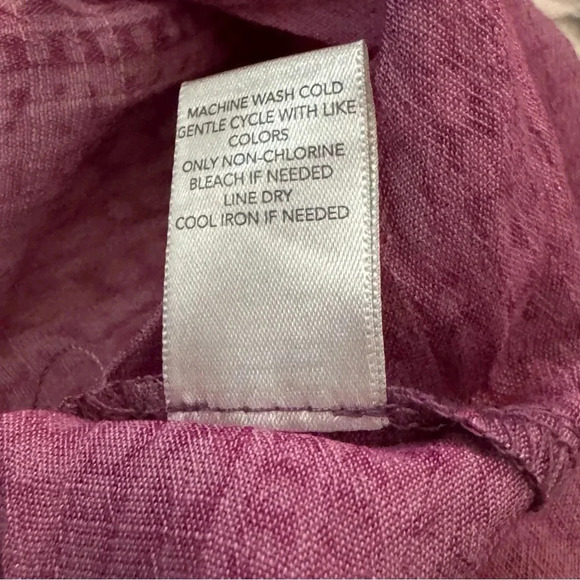 MACHINE WASH COLD
GENTLE CYCLE WITH LIKE
COLORS
ONLY NON-CHLORINE
BLEACH IF NEEDED
LINE DRY
COOL IRON IF NEEDED